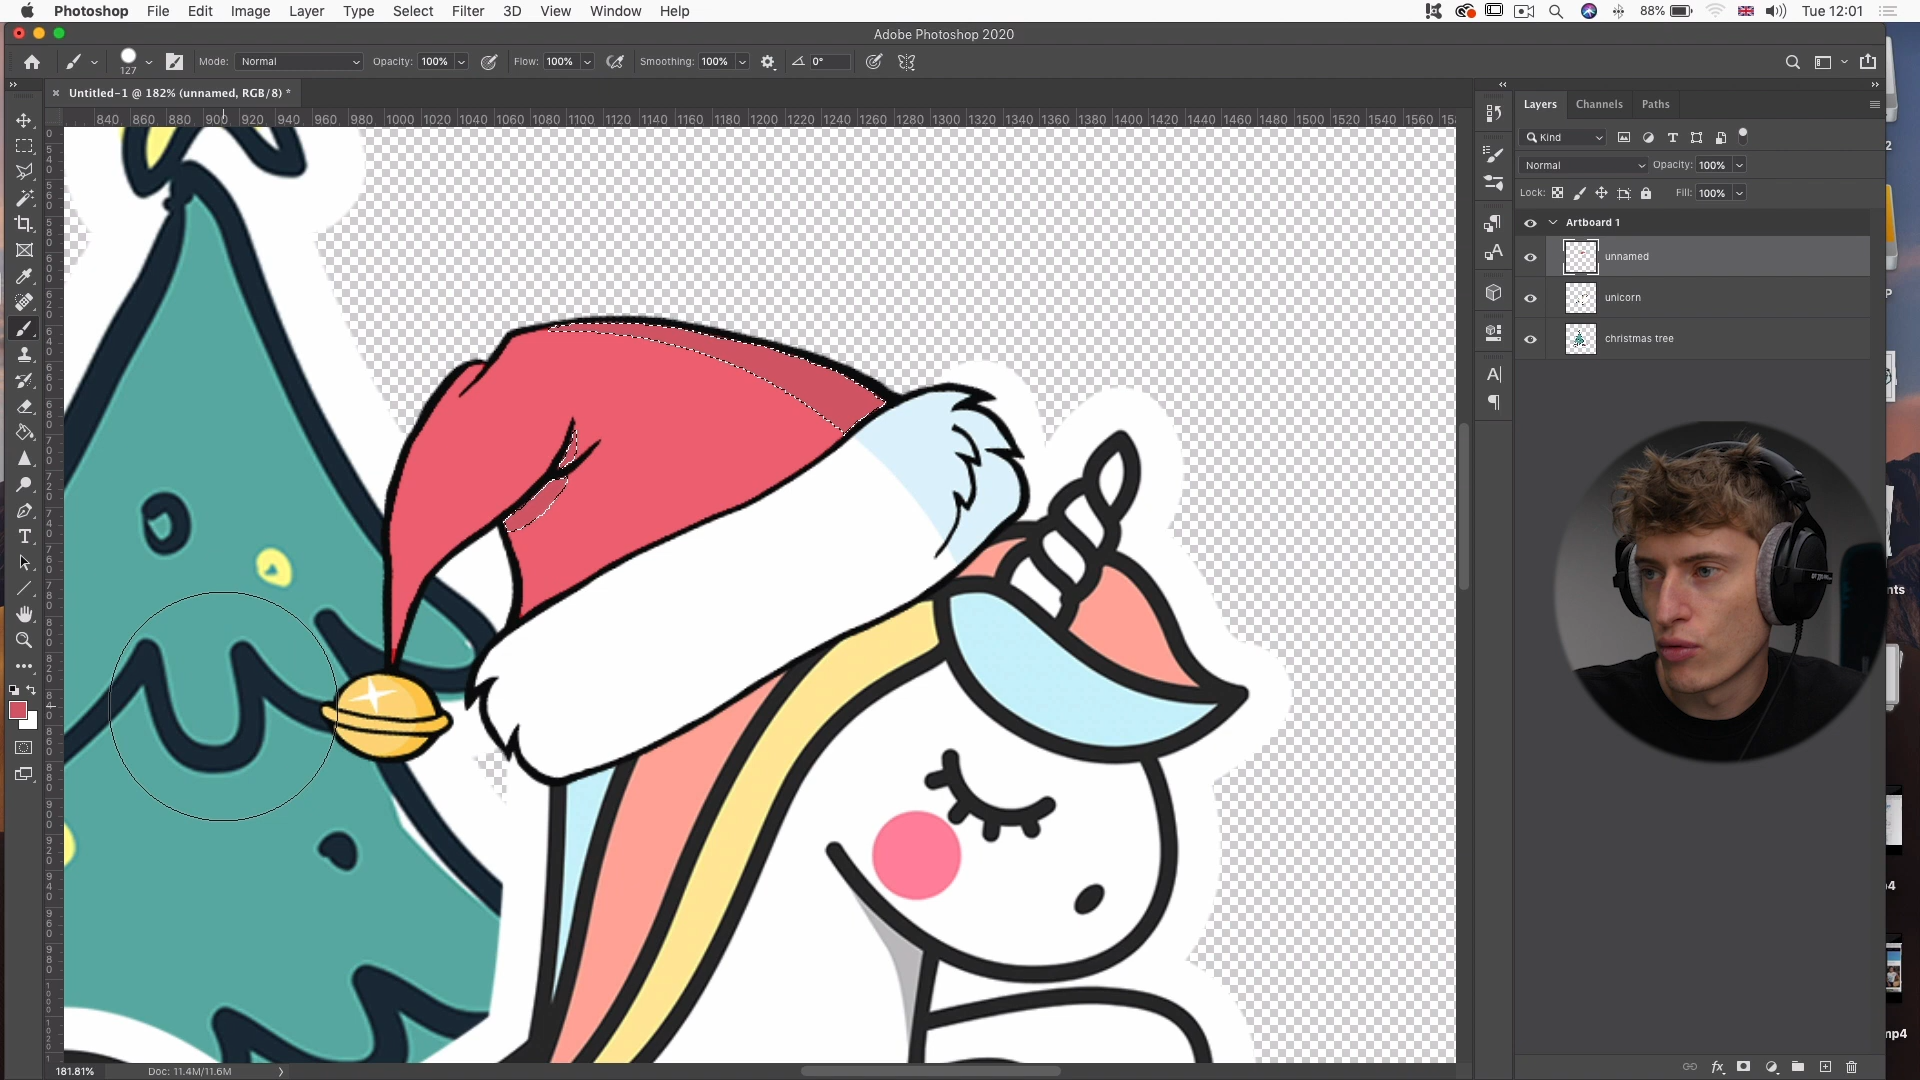 Photoshop File Edit Image Layer Type Select Filter 3D View Window Help 88% Tue 12:01
Adobe Photoshop 2020
127 Mode: Normal Opacity: 100% Flow: 100% Smoothing: 100% 0°
× Untitled-1 @ 182% (unnamed, RGB/8) *
840 860 880 900 920 940 960 980 1000 1020 1040 1060 1080 1100 1120 1140 1160 1180 1200 1220 1240 1260 1280 1300 1320 1340 1360 1380 1400 1420 1440 1460 1480 1500 1520 1540 1560
Layers Channels Paths
Kind
Normal Opacity: 100%
Lock: Fill: 100%
Artboard 1
unnamed
unicorn
christmas tree
nts
p4
mp4
181.81% Doc: 11.4M/11.6M